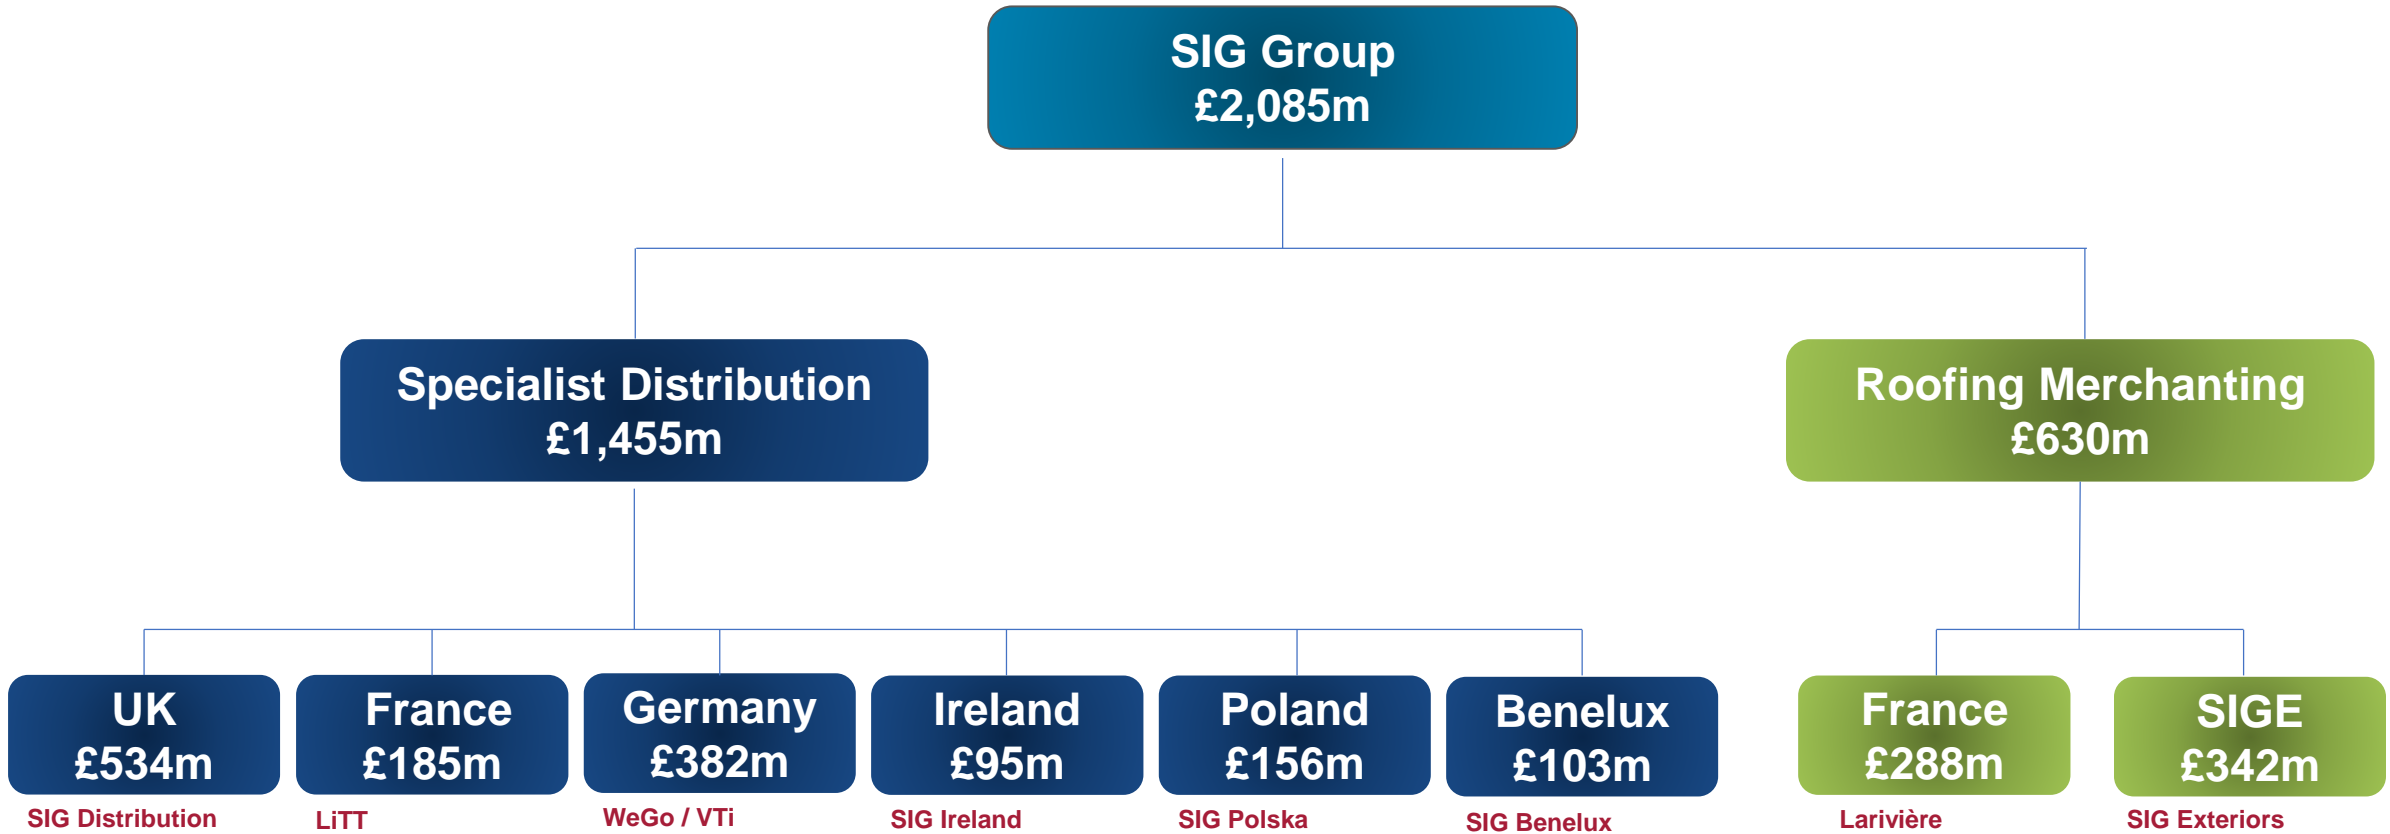 SIG Group
£2,085m
Specialist Distribution
£1,455m
Roofing Merchanting
£630m
UK
£534m
SIG Distribution
France
£185m
LiTT
Germany
£382m
WeGo / VTi
Ireland
£95m
SIG Ireland
Poland
£156m
SIG Polska
Benelux
£103m
SIG Benelux
France
£288m
Larivière
SIGE
£342m
SIG Exteriors